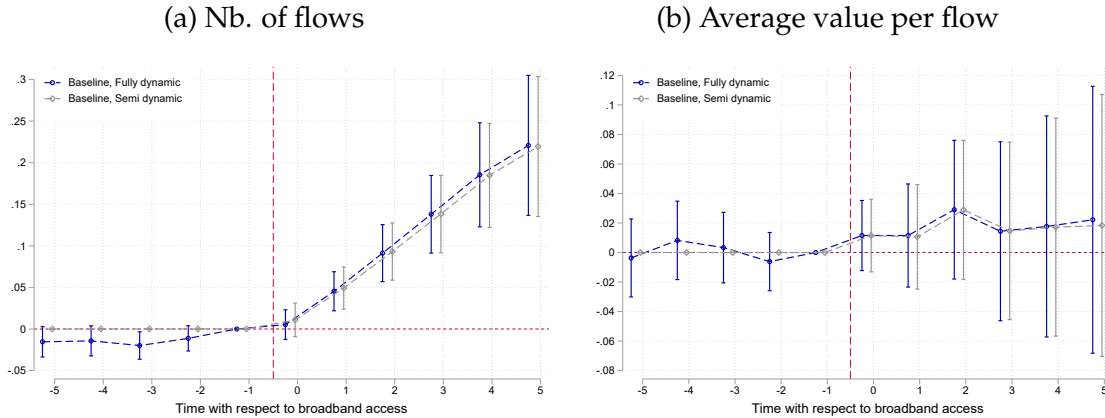 (a) Nb. of flows
Baseline, Fully dynamic
Baseline, Semi dynamic
.3
.25
.2
.15
.1
.05
0
-.05
-5 -4 -3 -2 -1 0 1 2 3 4 5
Time with respect to broadband access
(b) Average value per flow
Baseline, Fully dynamic
Baseline, Semi dynamic
.12
.1
.08
.06
.04
.02
0
-.02
-.04
-.06
-.08
-5 -4 -3 -2 -1 0 1 2 3 4 5
Time with respect to broadband access